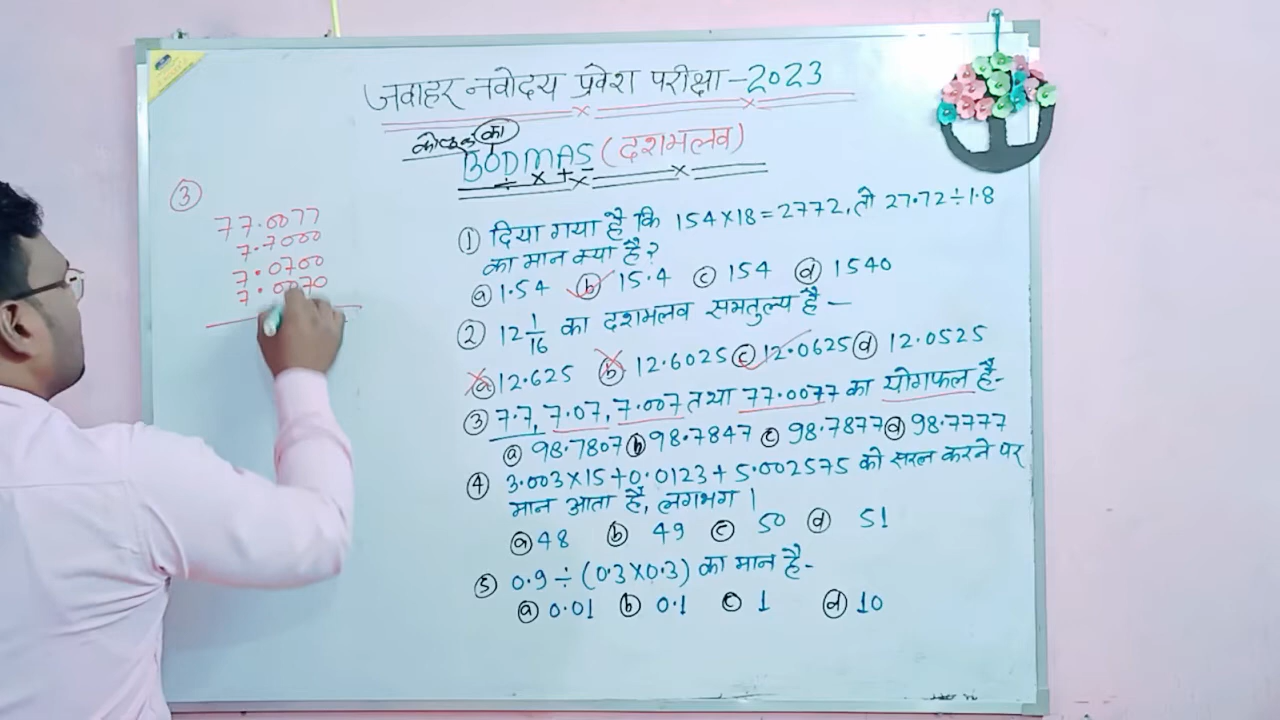 जवाहर नवोदय प्रवेश परीक्षा-2023
कोष्ठक का
BODMAS (दशमलव)
÷ × + -
① दिया गया है कि 154×18=2772, तो 27.72÷1.8
का मान क्या है?
ⓐ 1.54 ⓑ 15.4 ⓒ 154 ⓓ 1540
② 12 1/16 का दशमलव समतुल्य है -
ⓐ 12.625 ⓑ 12.6025 ⓒ 12.0625 ⓓ 12.0525
③ 7.7, 7.07, 7.007 तथा 77.0077 का योगफल है-
ⓐ 98.7807 ⓑ 98.7847 ⓒ 98.7877 ⓓ 98.7777
④ 3.003×15+0.0123+5.002575 को सरल करने पर
मान आता है, लगभग।
ⓐ 48 ⓑ 49 ⓒ 50 ⓓ 51
⑤ 0.9÷(0.3×0.3) का मान है-
ⓐ 0.01 ⓑ 0.1 ⓒ 1 ⓓ 10
③
77.0077
7.7000
7.0700
7.0070